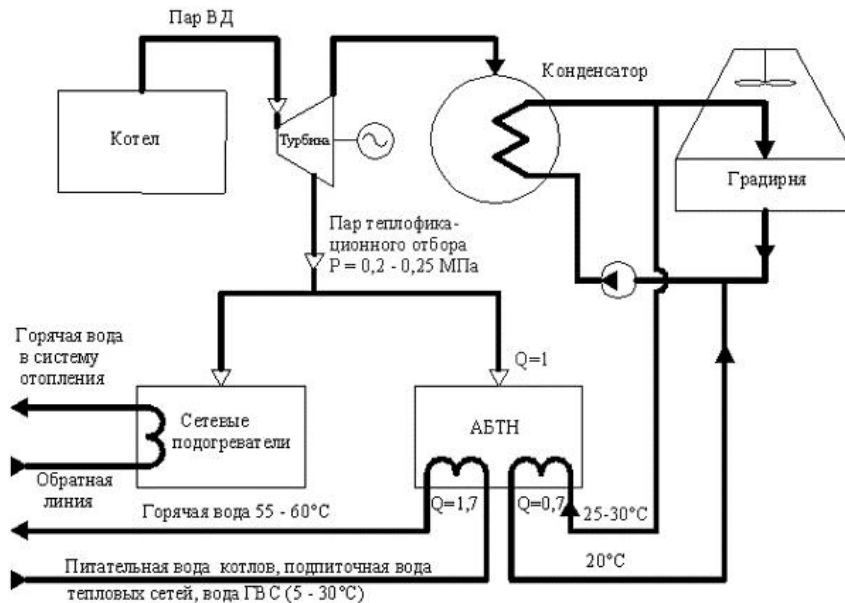 Пар ВД
Конденсатор
Котел
Турбина
Градирня
Пар теплофика-
ционного отбора
Р = 0,2 - 0,25 МПа
Горячая вода
в систему
отопления
Q=1
Сетевые
подогреватели
АБТН
Обратная
линия
Q=1,7
Q=0,7
25-30°С
Горячая вода 55 - 60°С
20°С
Питательная вода котлов, подпиточная вода
тепловых сетей, вода ГВС (5 - 30°С)